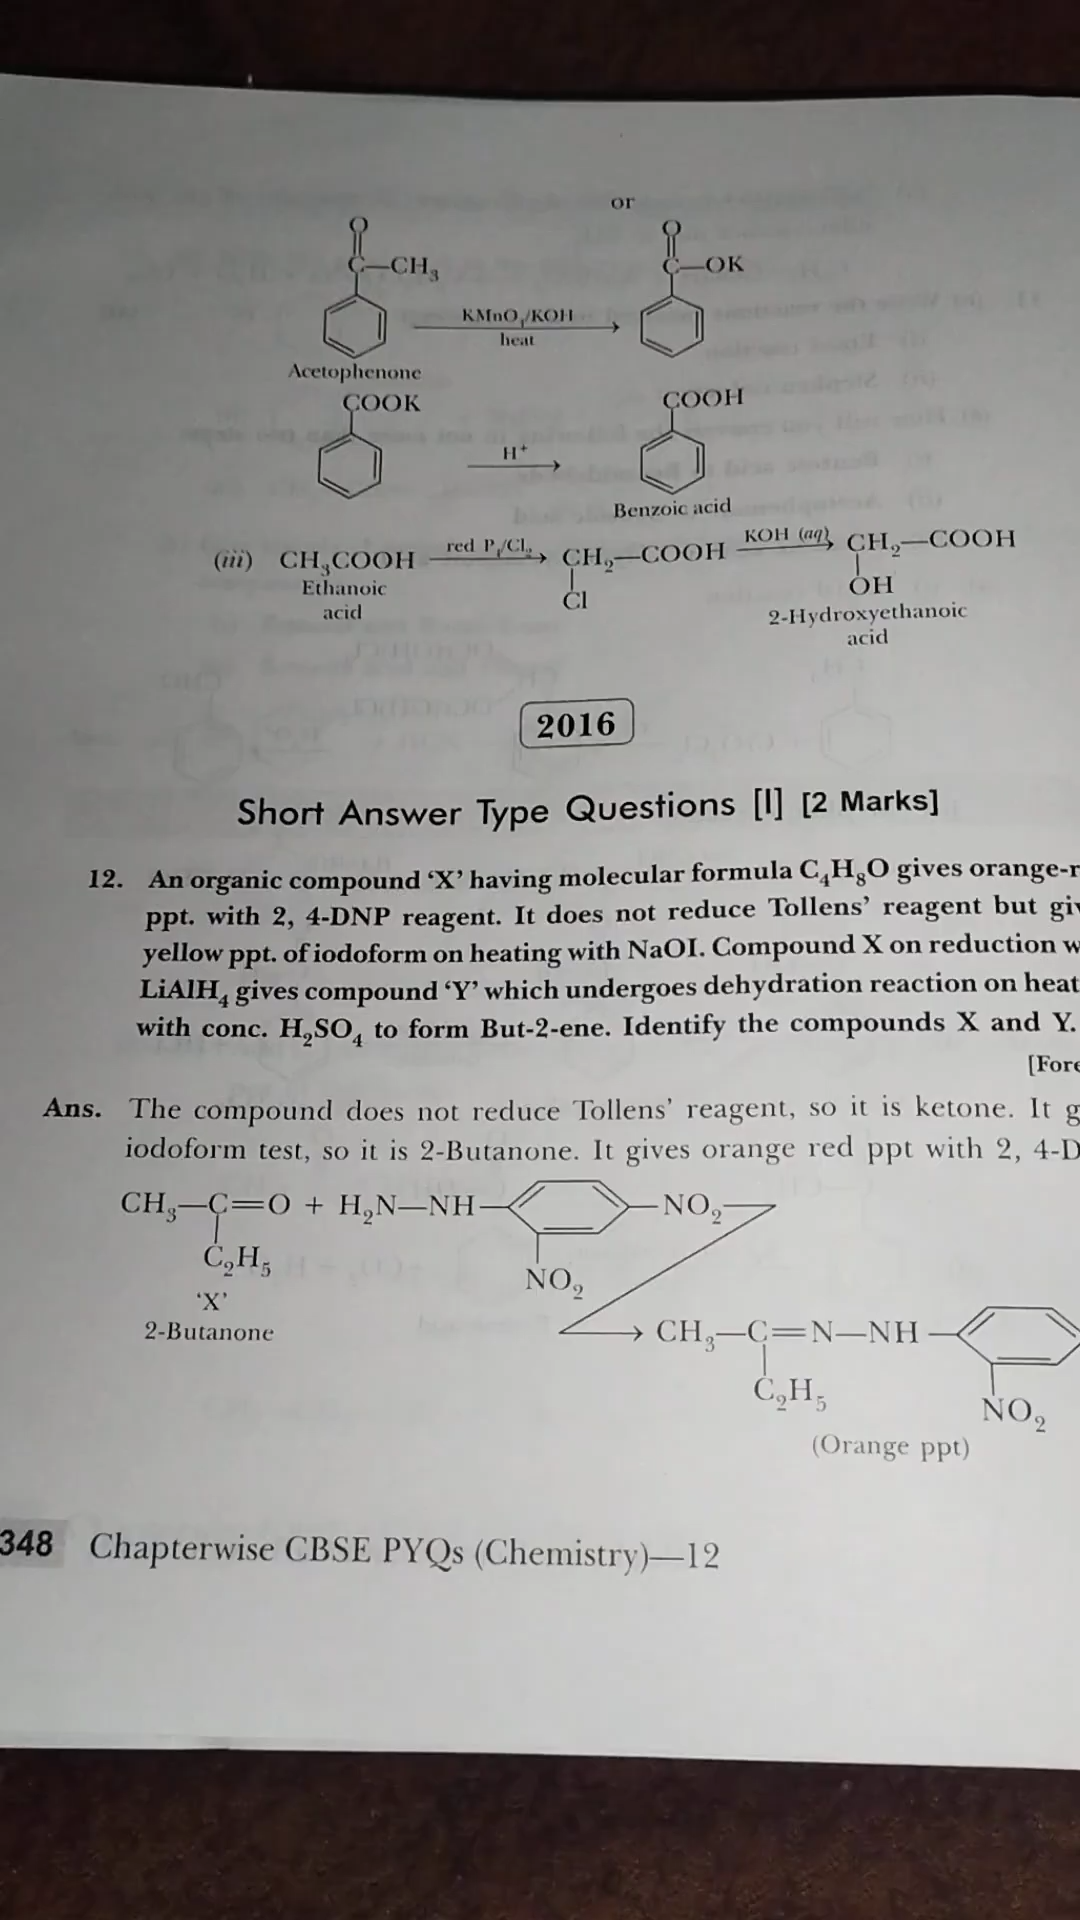 or
O
O
C—CH₃
C—OK
KMnO₄/KOH
heat
Acetophenone
COOK
COOH
H⁺
Benzoic acid
(iii) CH₃COOH red P₄/Cl₂ CH₂—COOH KOH (aq) CH₂—COOH
Ethanoic
acid
Cl
OH
2-Hydroxyethanoic
acid
2016
Short Answer Type Questions [I] [2 Marks]
12. An organic compound ‘X’ having molecular formula C₄H₈O gives
ppt. with 2, 4-DNP reagent. It does not reduce Tollens’ reagent but
yellow ppt. of iodoform on heating with NaOI. Compound X on reduction
LiAlH₄ gives compound ‘Y’ which undergoes dehydration reaction on
with conc. H₂SO₄ to form But-2-ene. Identify the compounds X and Y.
Ans. The compound does not reduce Tollens’ reagent, so it is ketone. It
iodoform test, so it is 2-Butanone. It gives orange red ppt with 2,
CH₃—C=O + H₂N—NH— —NO₂
C₂H₅
NO₂
‘X’
2-Butanone
CH₃—C=N—NH—
C₂H₅
NO₂
(Orange ppt)
348 Chapterwise CBSE PYQs (Chemistry)—12